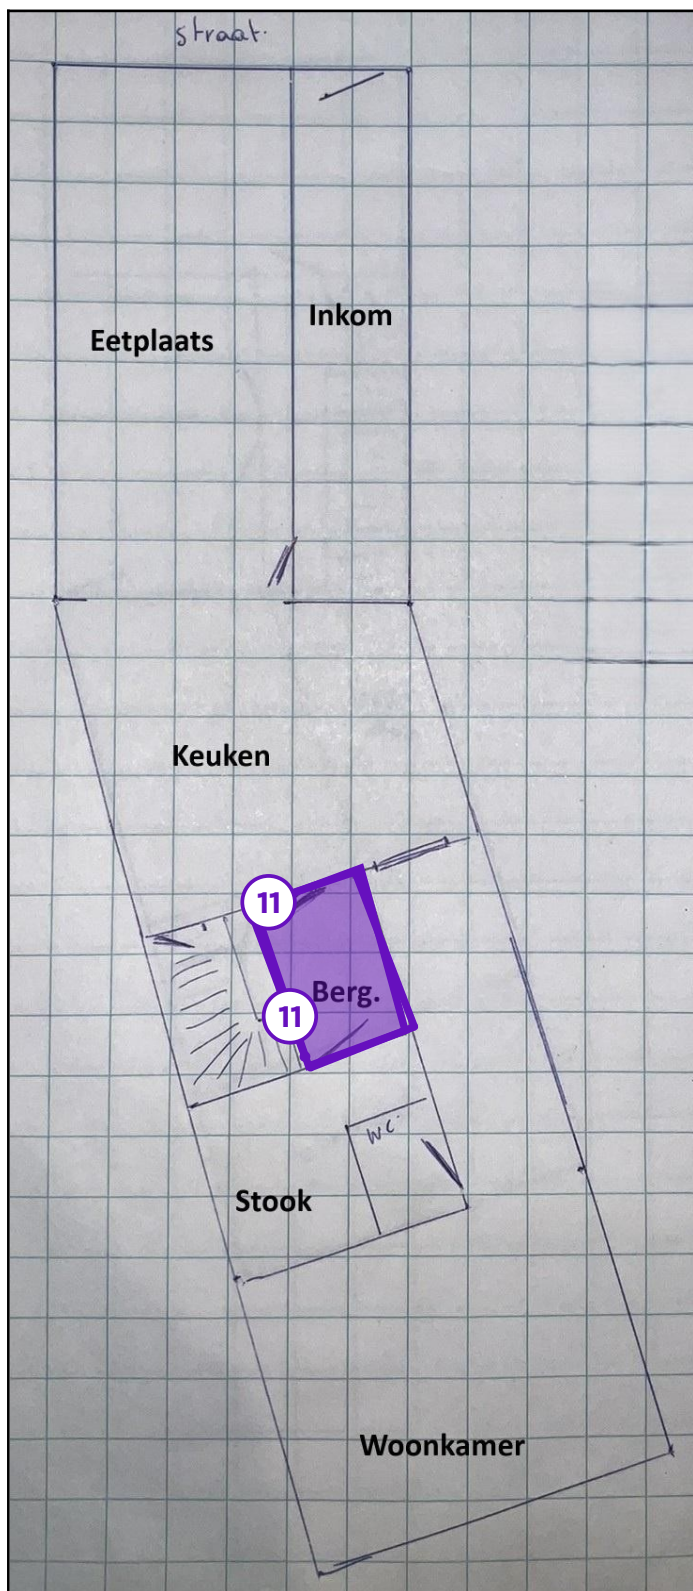 straat.
Inkom
Eetplaats
Keuken
11
Berg.
11
WC.
Stook
Woonkamer